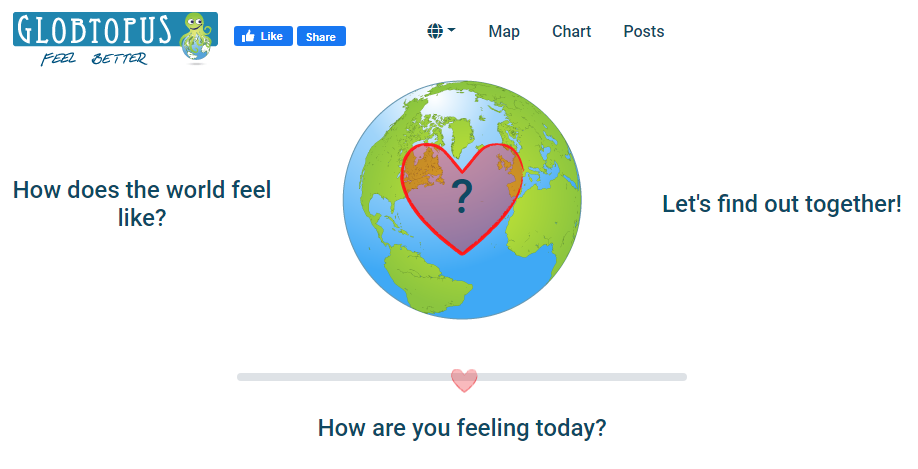 GLOBTOPUS
FEEL BETTER
Like
Share
Map
Chart
Posts
How does the world feel
like?
?
Let's find out together!
How are you feeling today?